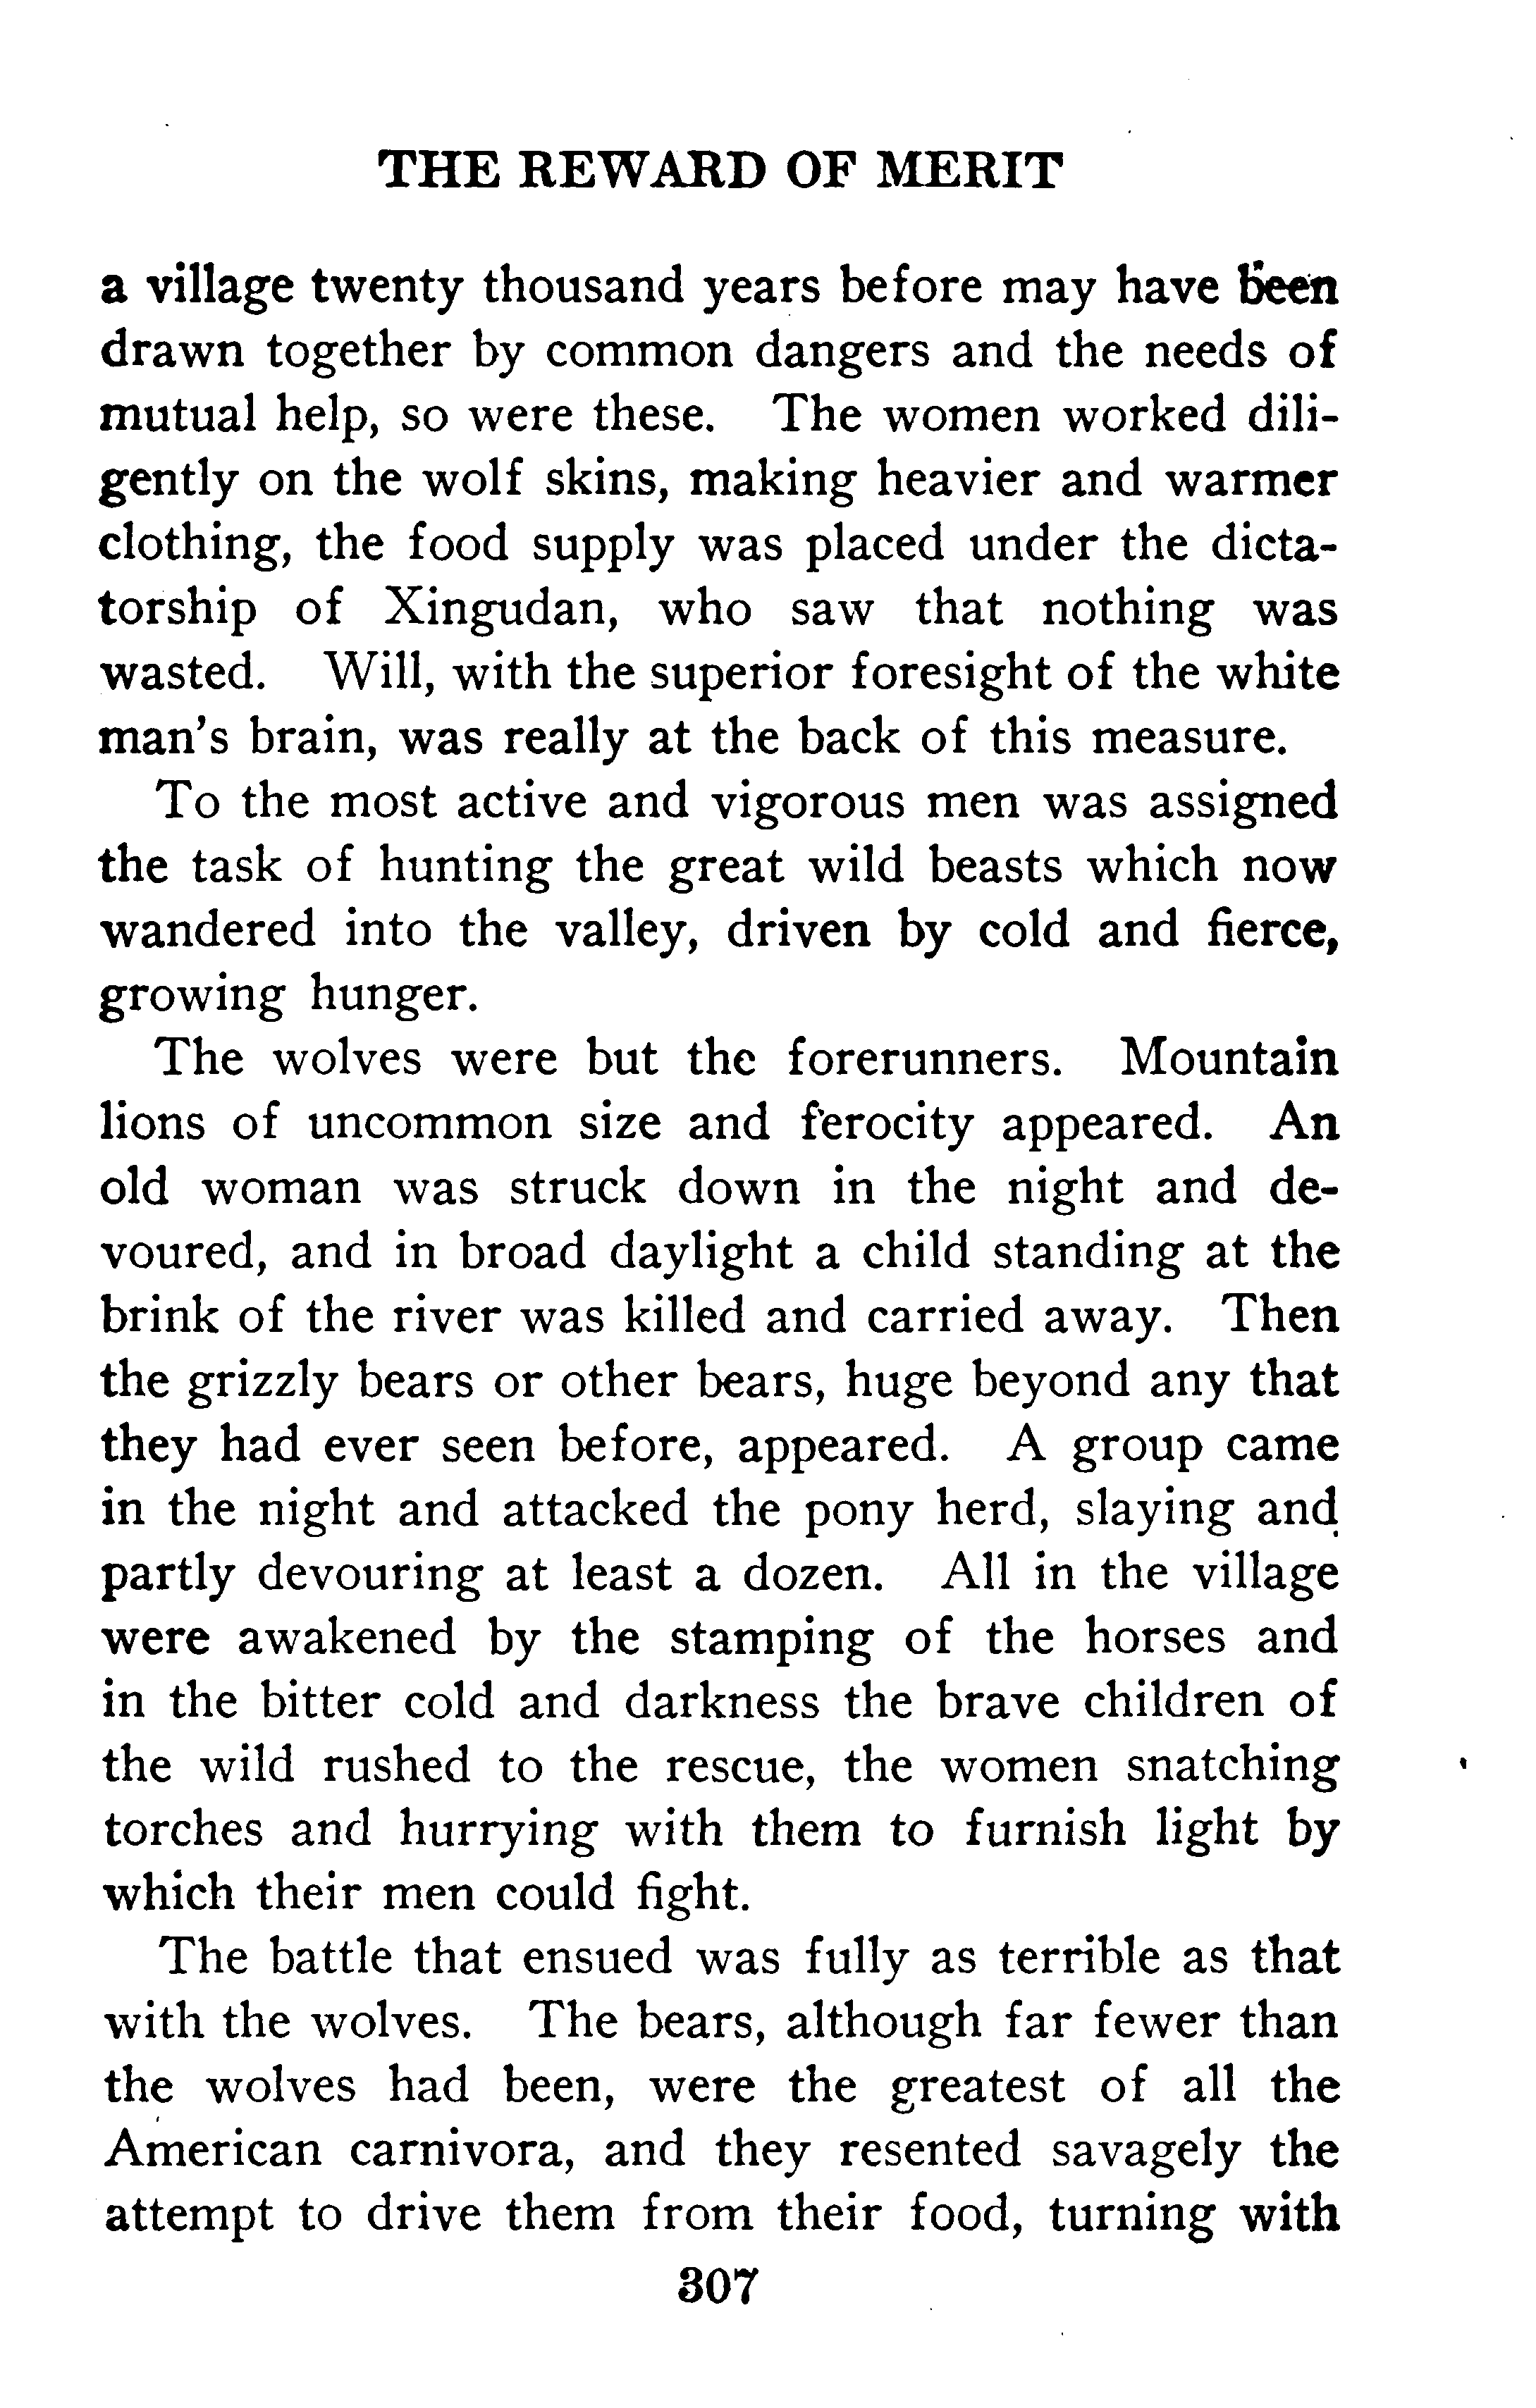 THE REWARD OF MERIT
a village twenty thousand years before may have been
drawn together by common dangers and the needs of
mutual help, so were these. The women worked dili-
gently on the wolf skins, making heavier and warmer
clothing, the food supply was placed under the dicta-
torship of Xingudan, who saw that nothing was
wasted. Will, with the superior foresight of the white
man's brain, was really at the back of this measure.
To the most active and vigorous men was assigned
the task of hunting the great wild beasts which now
wandered into the valley, driven by cold and fierce,
growing hunger.
The wolves were but the forerunners. Mountain
lions of uncommon size and ferocity appeared. An
old woman was struck down in the night and de-
voured, and in broad daylight a child standing at the
brink of the river was killed and carried away. Then
the grizzly bears or other bears, huge beyond any that
they had ever seen before, appeared. A group came
in the night and attacked the pony herd, slaying and
partly devouring at least a dozen. All in the village
were awakened by the stamping of the horses and
in the bitter cold and darkness the brave children of
the wild rushed to the rescue, the women snatching
torches and hurrying with them to furnish light by
which their men could fight.
The battle that ensued was fully as terrible as that
with the wolves. The bears, although far fewer than
the wolves had been, were the greatest of all the
American carnivora, and they resented savagely the
attempt to drive them from their food, turning with
307